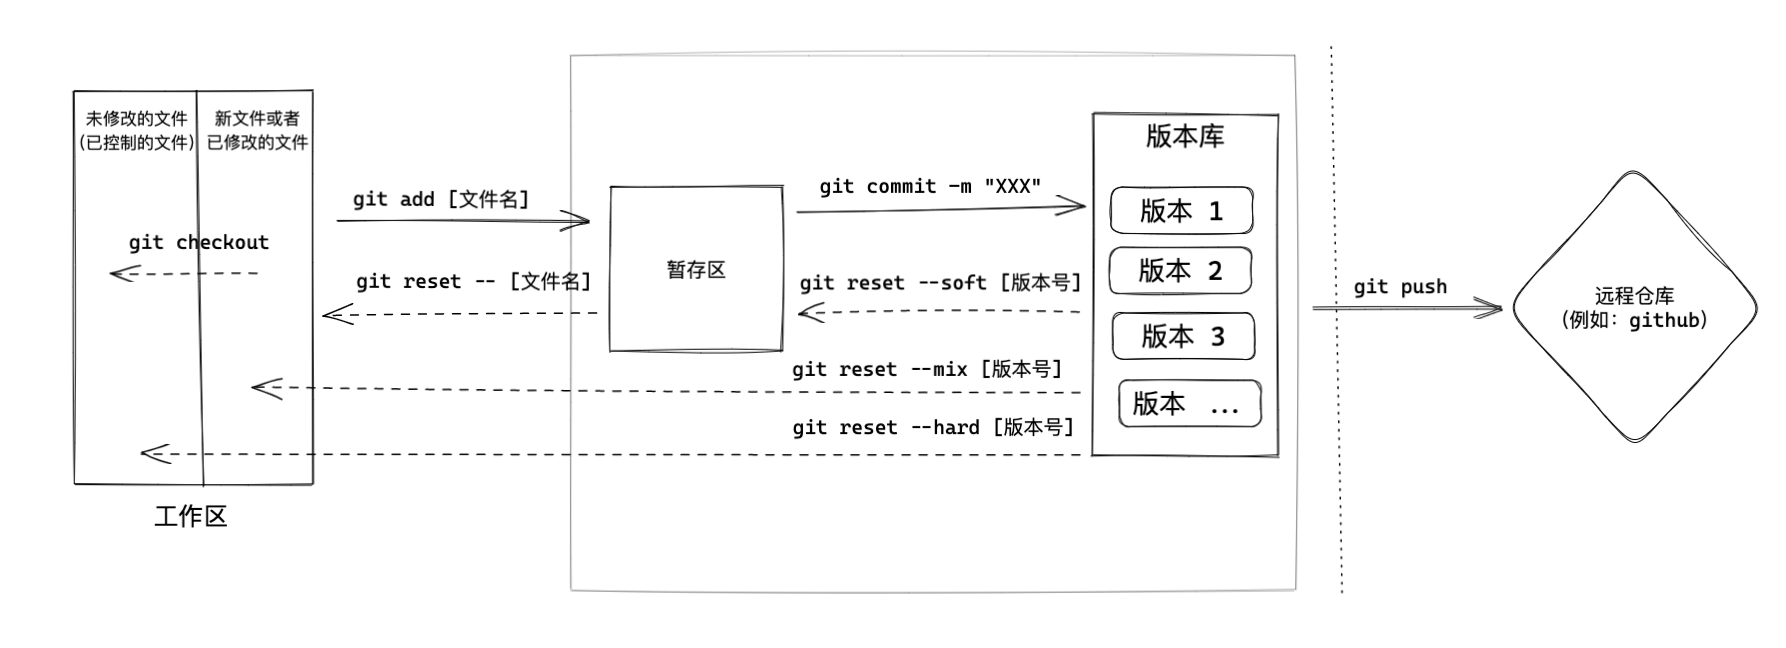 未修改的文件
(已控制的文件)
新文件或者
已修改的文件
git checkout
工作区
git add [文件名]
git reset -- [文件名]
暂存区
git commit -m "XXX"
git reset --soft [版本号]
git reset --mix [版本号]
git reset --hard [版本号]
版本库
版本 1
版本 2
版本 3
版本 ...
git push
远程仓库
(例如：github)